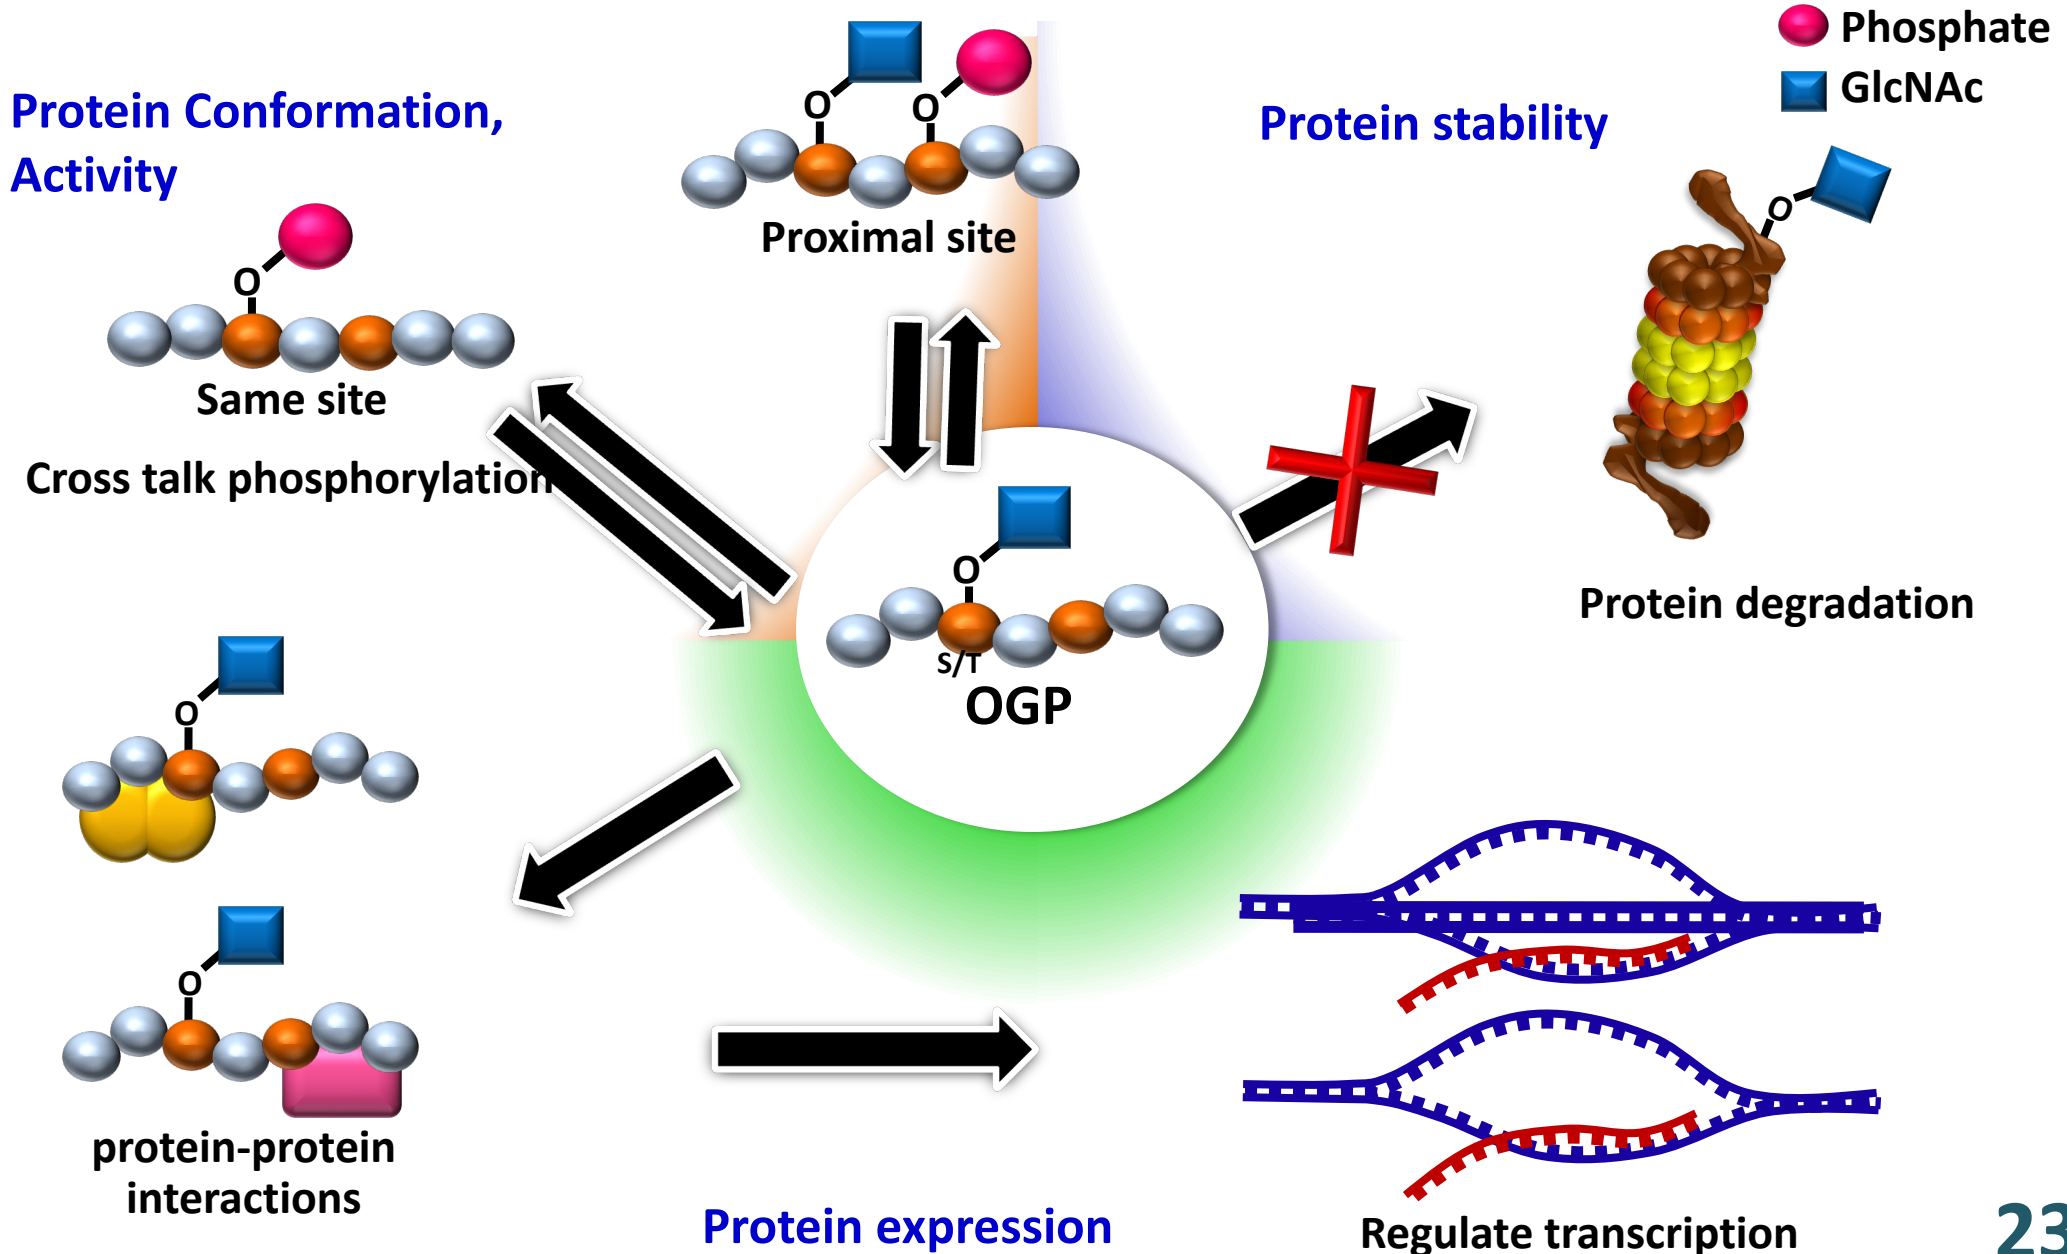 Phosphate
GlcNAc
Protein Conformation,
Activity
Protein stability
O
O
Proximal site
O
O
Same site
Cross talk phosphorylation
O
S/T
OGP
Protein degradation
O
O
protein-protein
interactions
Protein expression
Regulate transcription
23